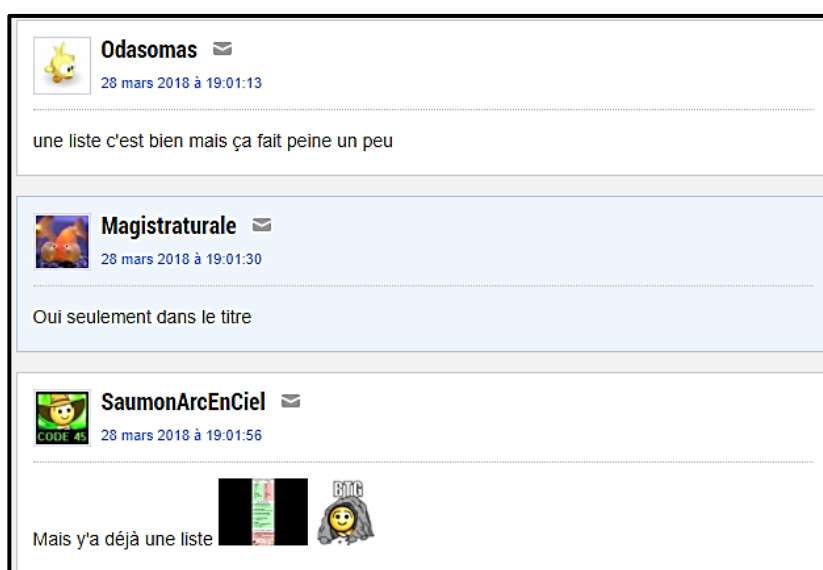 Odasomas
28 mars 2018 à 19:01:13
une liste c'est bien mais ça fait peine un peu
Magistraturale
28 mars 2018 à 19:01:30
Oui seulement dans le titre
SaumonArcEnCiel
28 mars 2018 à 19:01:56
CODE 45
BTG
Mais y'a déjà une liste